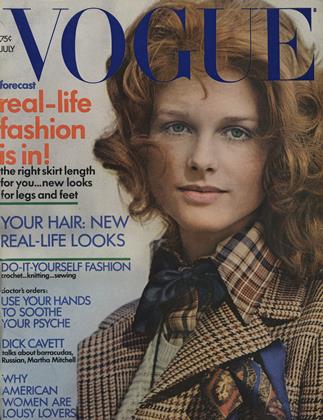 75¢
JULY
VOGUE
forecast
real-life
fashion
is in!
the right skirt length
for you...new looks
for legs and feet
YOUR HAIR: NEW
REAL-LIFE LOOKS
DO-IT-YOURSELF FASHION
crochet...knitting...sewing
doctor's orders:
USE YOUR HANDS
TO SOOTHE
YOUR PSYCHE
DICK CAVETT
talks about barracudas,
Russian, Martha Mitchell
WHY
AMERICAN
WOMEN ARE
LOUSY LOVERS